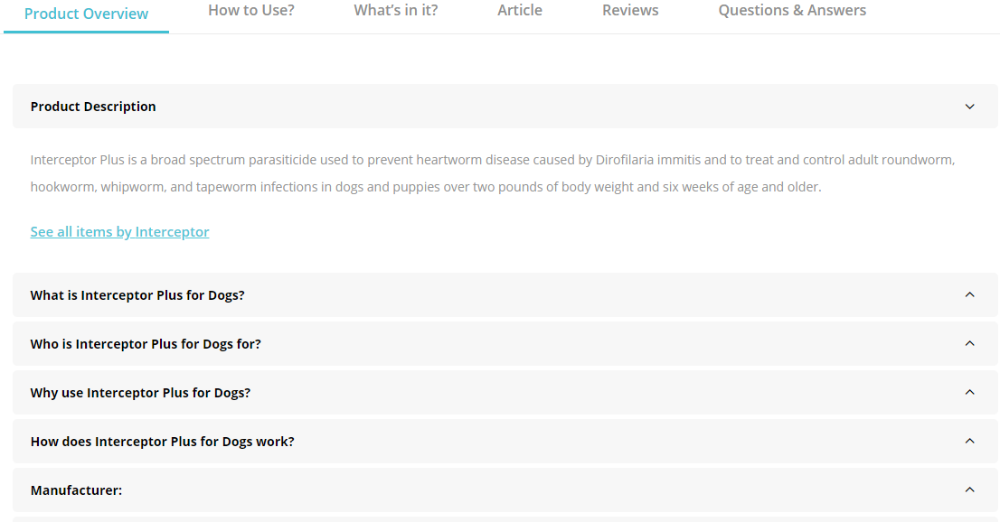 Product Overview How to Use? What's in it? Article Reviews Questions & Answers
Product Description
Interceptor Plus is a broad spectrum parasiticide used to prevent heartworm disease caused by Dirofilaria immitis and to treat and control adult roundworm,
hookworm, whipworm, and tapeworm infections in dogs and puppies over two pounds of body weight and six weeks of age and older.
See all items by Interceptor
What is Interceptor Plus for Dogs?
Who is Interceptor Plus for Dogs for?
Why use Interceptor Plus for Dogs?
How does Interceptor Plus for Dogs work?
Manufacturer: